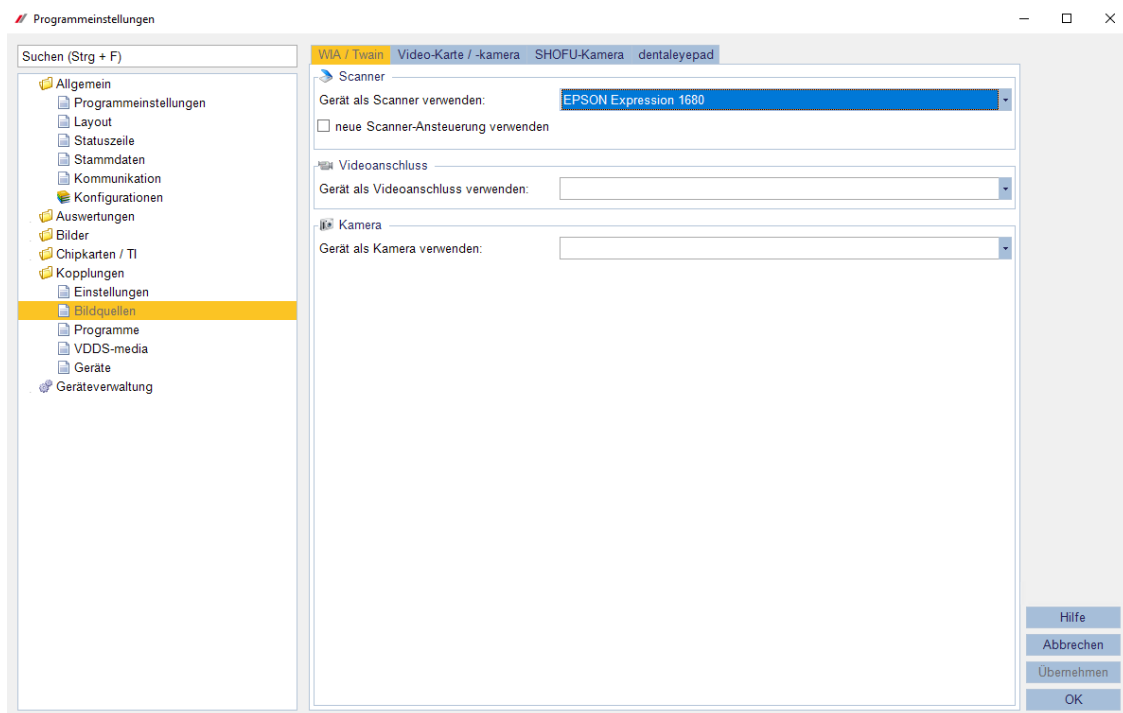 Programmeinstellungen
Suchen (Strg + F)
Allgemein
Programmeinstellungen
Layout
Statuszeile
Stammdaten
Kommunikation
Konfigurationen
Auswertungen
Bilder
Chipkarten / TI
Kopplungen
Einstellungen
Bildquellen
Programme
VDDS-media
Geräte
Geräteverwaltung
WIA / Twain Video-Karte / -kamera SHOFU-Kamera dentaleyepad
Scanner
Gerät als Scanner verwenden: EPSON Expression 1680
neue Scanner-Ansteuerung verwenden
Videoanschluss
Gerät als Videoanschluss verwenden:
Kamera
Gerät als Kamera verwenden:
Hilfe
Abbrechen
Übernehmen
OK